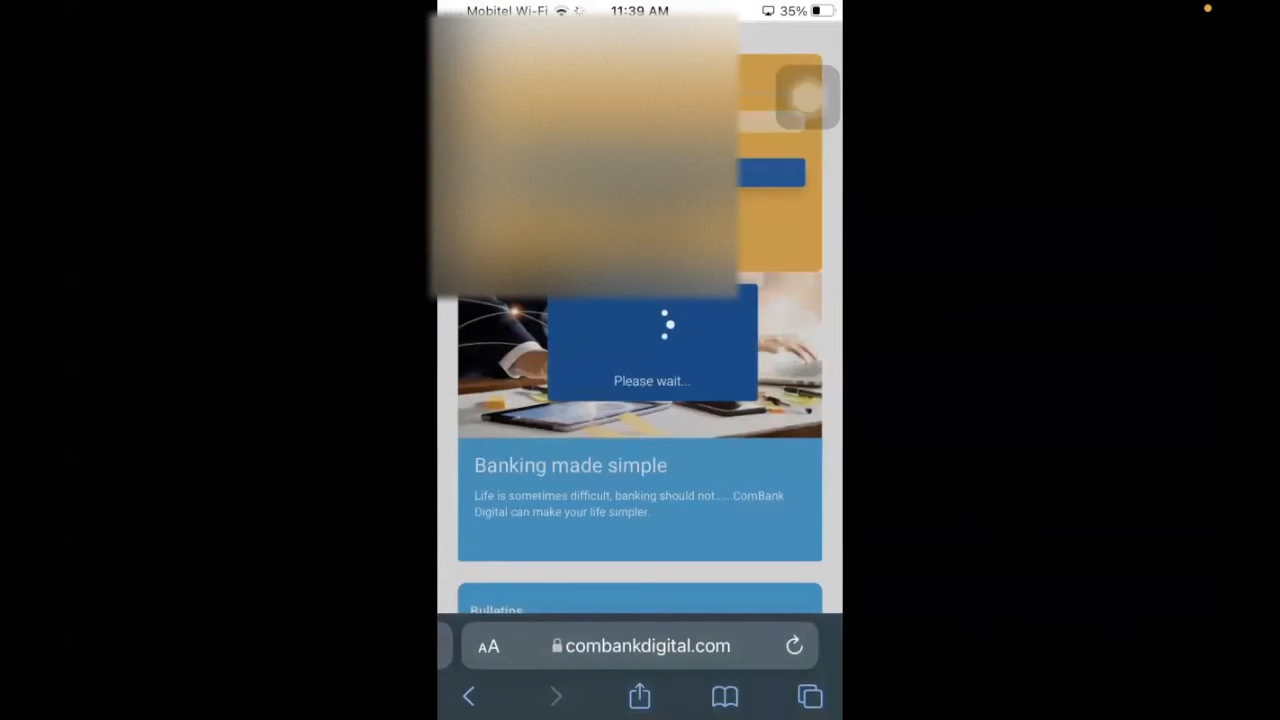 Mobitel Wi-Fi 11:39 AM 35%
Please wait...
Banking made simple
Life is sometimes difficult, banking should not......ComBank
Digital can make your life simpler.
Bulletins
AA combankdigital.com